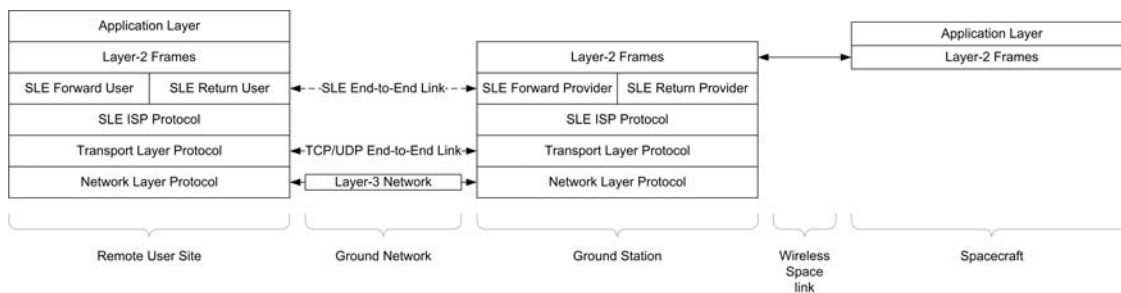 Application Layer
Layer-2 Frames
SLE Forward User
SLE Return User
SLE ISP Protocol
Transport Layer Protocol
Network Layer Protocol
SLE End-to-End Link
TCP/UDP End-to-End Link
Layer-3 Network
Layer-2 Frames
SLE Forward Provider
SLE Return Provider
SLE ISP Protocol
Transport Layer Protocol
Network Layer Protocol
Application Layer
Layer-2 Frames
Remote User Site
Ground Network
Ground Station
Wireless
Space
link
Spacecraft